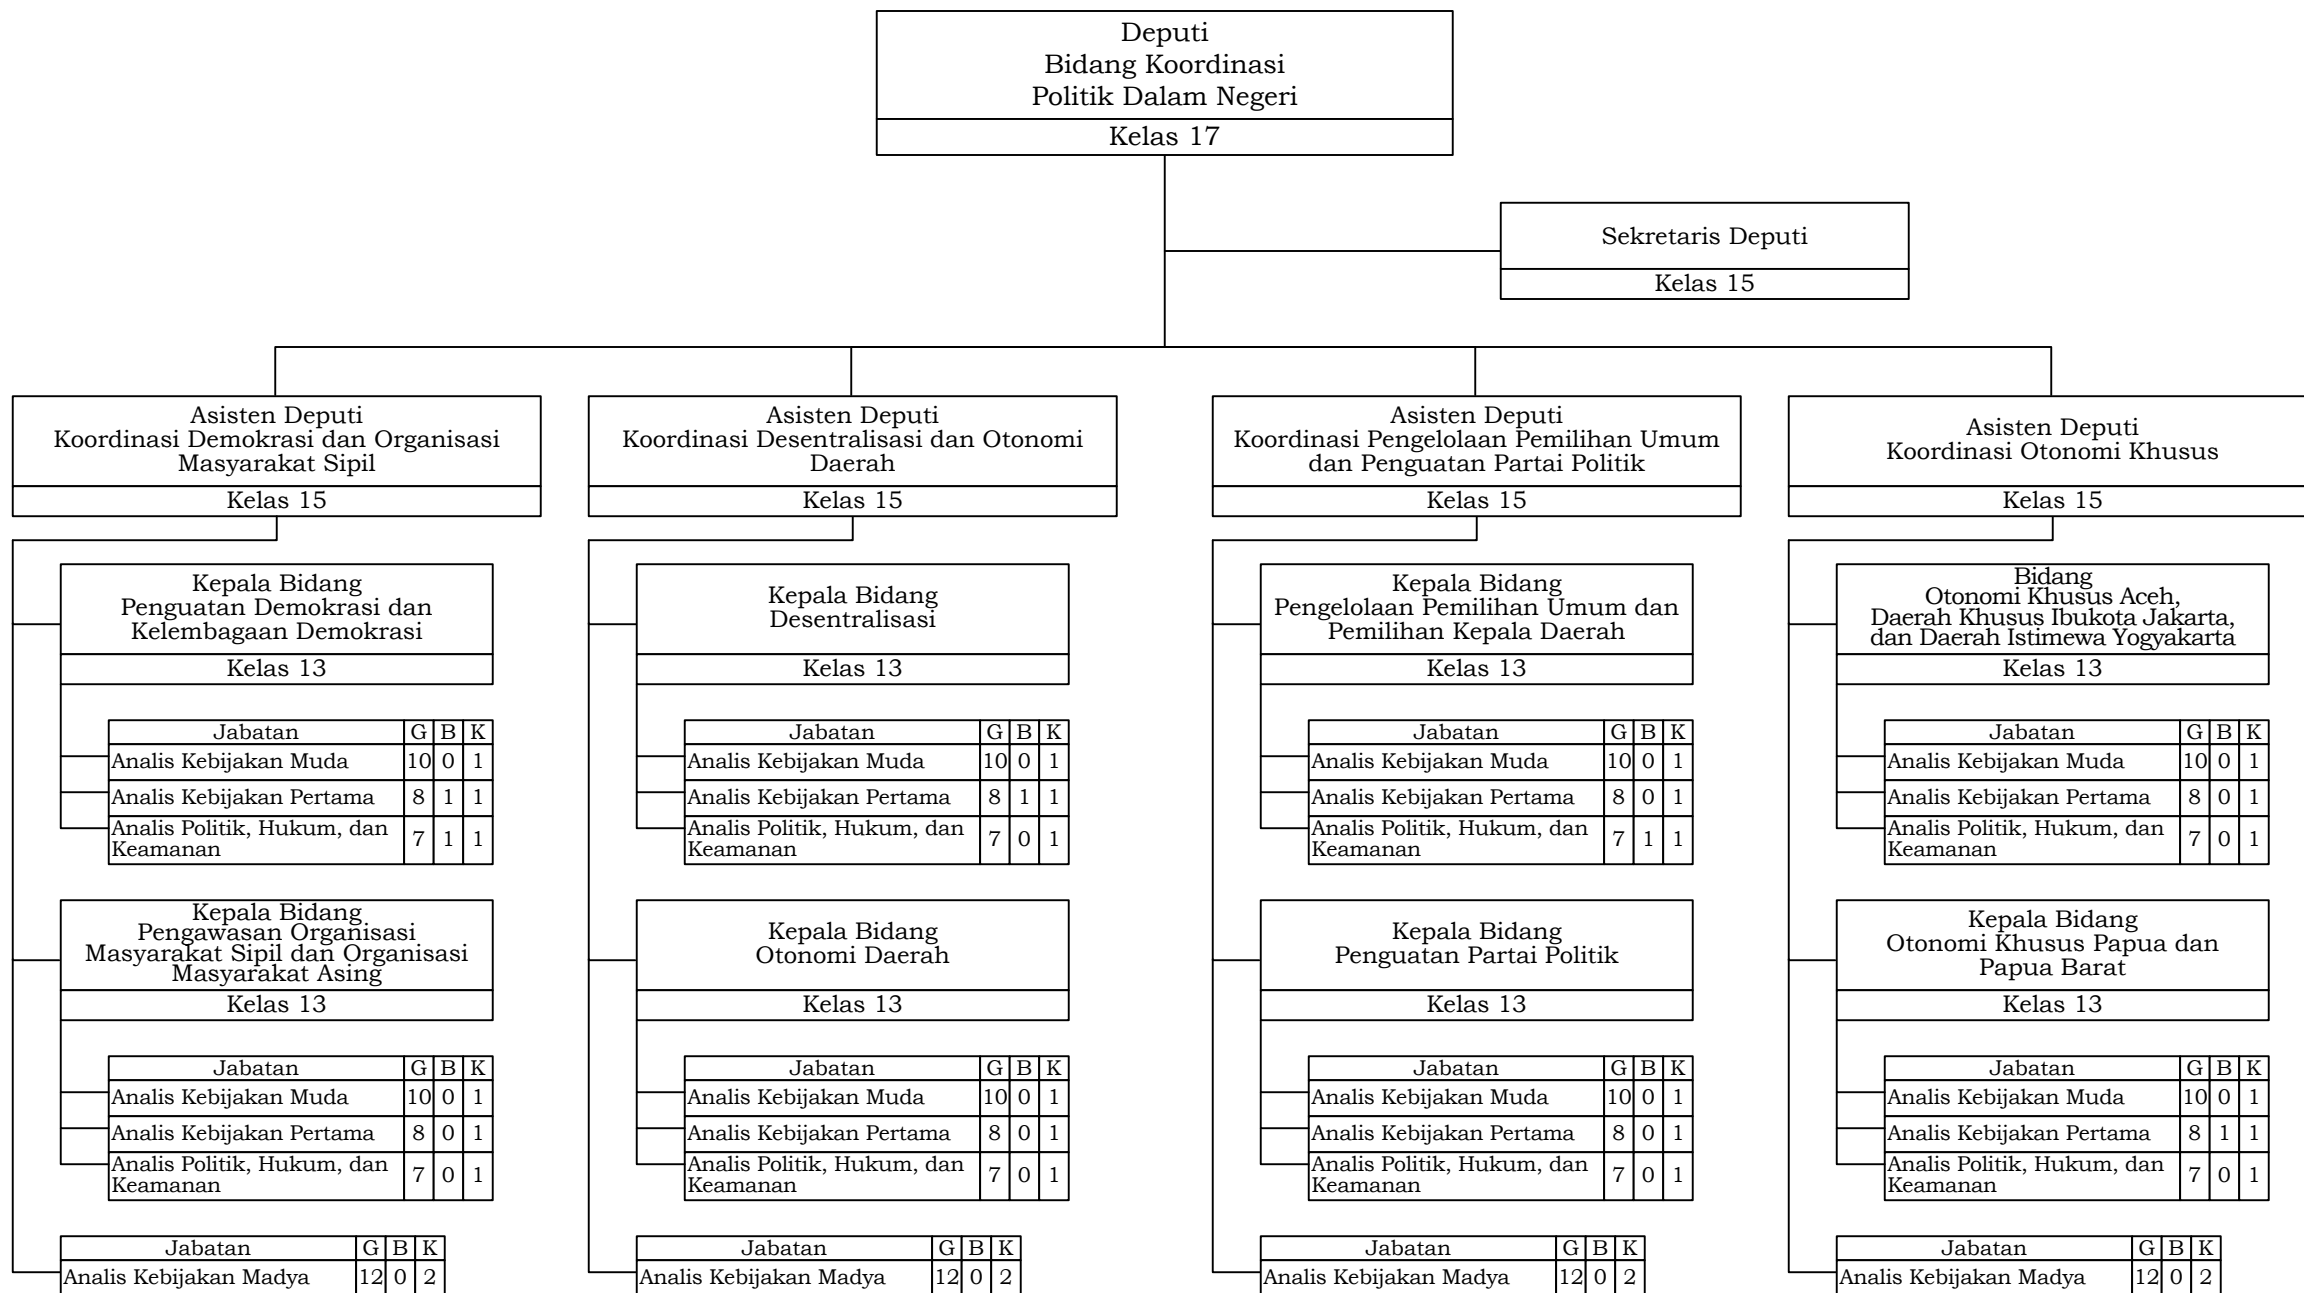 Deputi
Bidang Koordinasi
Politik Dalam Negeri
Kelas 17
Sekretaris Deputi
Kelas 15
Asisten Deputi
Koordinasi Demokrasi dan Organisasi
Masyarakat Sipil
Kelas 15
Kepala Bidang
Penguatan Demokrasi dan
Kelembagaan Demokrasi
Kelas 13
Jabatan G B K
Analis Kebijakan Muda 10 0 1
Analis Kebijakan Pertama 8 1 1
Analis Politik, Hukum, dan
Keamanan 7 1 1
Kepala Bidang
Pengawasan Organisasi
Masyarakat Sipil dan Organisasi
Masyarakat Asing
Kelas 13
Jabatan G B K
Analis Kebijakan Muda 10 0 1
Analis Kebijakan Pertama 8 0 1
Analis Politik, Hukum, dan
Keamanan 7 0 1
Jabatan G B K
Analis Kebijakan Madya 12 0 2
Asisten Deputi
Koordinasi Desentralisasi dan Otonomi
Daerah
Kelas 15
Kepala Bidang
Desentralisasi
Kelas 13
Jabatan G B K
Analis Kebijakan Muda 10 0 1
Analis Kebijakan Pertama 8 1 1
Analis Politik, Hukum, dan
Keamanan 7 0 1
Kepala Bidang
Otonomi Daerah
Kelas 13
Jabatan G B K
Analis Kebijakan Muda 10 0 1
Analis Kebijakan Pertama 8 0 1
Analis Politik, Hukum, dan
Keamanan 7 0 1
Jabatan G B K
Analis Kebijakan Madya 12 0 2
Asisten Deputi
Koordinasi Pengelolaan Pemilihan Umum
dan Penguatan Partai Politik
Kelas 15
Kepala Bidang
Pengelolaan Pemilihan Umum dan
Pemilihan Kepala Daerah
Kelas 13
Jabatan G B K
Analis Kebijakan Muda 10 0 1
Analis Kebijakan Pertama 8 0 1
Analis Politik, Hukum, dan
Keamanan 7 1 1
Kepala Bidang
Penguatan Partai Politik
Kelas 13
Jabatan G B K
Analis Kebijakan Muda 10 0 1
Analis Kebijakan Pertama 8 0 1
Analis Politik, Hukum, dan
Keamanan 7 0 1
Jabatan G B K
Analis Kebijakan Madya 12 0 2
Asisten Deputi
Koordinasi Otonomi Khusus
Kelas 15
Bidang
Otonomi Khusus Aceh,
Daerah Khusus Ibukota Jakarta,
dan Daerah Istimewa Yogyakarta
Kelas 13
Jabatan G B K
Analis Kebijakan Muda 10 0 1
Analis Kebijakan Pertama 8 0 1
Analis Politik, Hukum, dan
Keamanan 7 0 1
Kepala Bidang
Otonomi Khusus Papua dan
Papua Barat
Kelas 13
Jabatan G B K
Analis Kebijakan Muda 10 0 1
Analis Kebijakan Pertama 8 1 1
Analis Politik, Hukum, dan
Keamanan 7 0 1
Jabatan G B K
Analis Kebijakan Madya 12 0 2